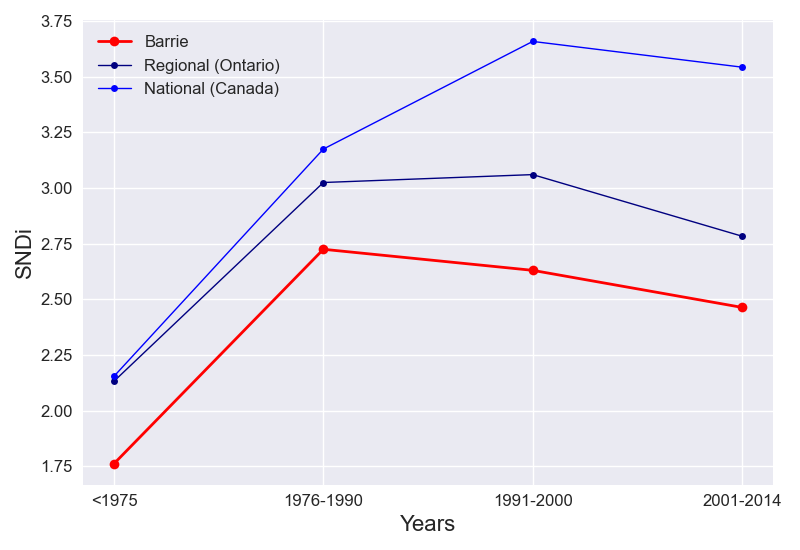 3.75
3.50
3.25
3.00
2.75
2.50
2.25
2.00
1.75
SNDi
Barrie
Regional (Ontario)
National (Canada)
<1975
1976-1990
1991-2000
2001-2014
Years